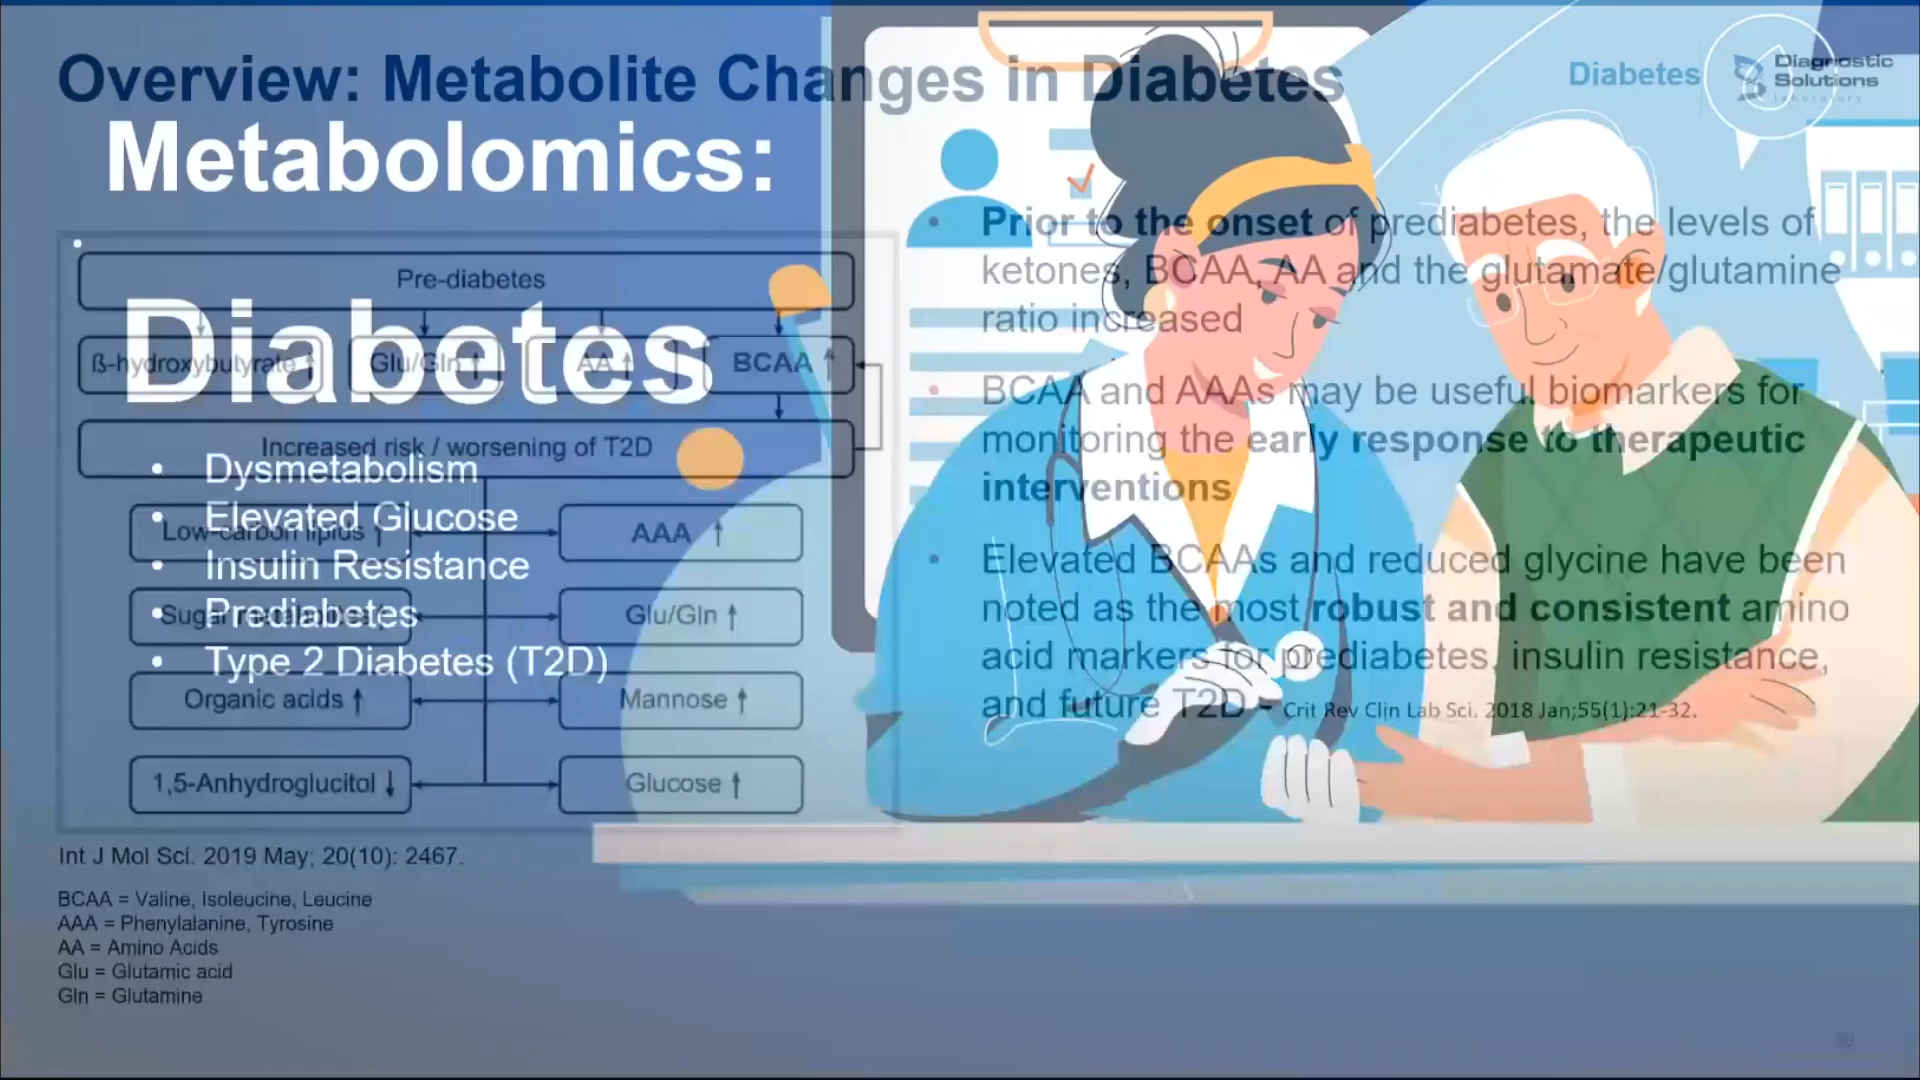 Overview: Metabolite Changes in Diabetes
Diabetes
Diagnostic
Solutions
laboratory
Metabolomics:
Diabetes
• Dysmetabolism
• Elevated Glucose
• Insulin Resistance
• Prediabetes
• Type 2 Diabetes (T2D)
Pre-diabetes
ß-hydroxybutyrate ↑
Glu/Gln ↑
AA ↑
BCAA ↑
Increased risk / worsening of T2D
Low-carbon lipids ↑
AAA ↑
Sugar
Glu/Gln ↑
Organic acids ↑
Mannose ↑
1,5-Anhydroglucitol ↓
Glucose ↑
Int J Mol Sci. 2019 May; 20(10): 2467.
BCAA = Valine, Isoleucine, Leucine
AAA = Phenylalanine, Tyrosine
AA = Amino Acids
Glu = Glutamic acid
Gln = Glutamine
• Prior to the onset of prediabetes, the levels of
ketones, BCAA, AA and the glutamate/glutamine
ratio increased
• BCAA and AAAs may be useful biomarkers for
monitoring the early response to therapeutic
interventions
• Elevated BCAAs and reduced glycine have been
noted as the most robust and consistent amino
acid markers for prediabetes, insulin resistance,
and future T2D - Crit Rev Clin Lab Sci. 2018 Jan;55(1):21-32.